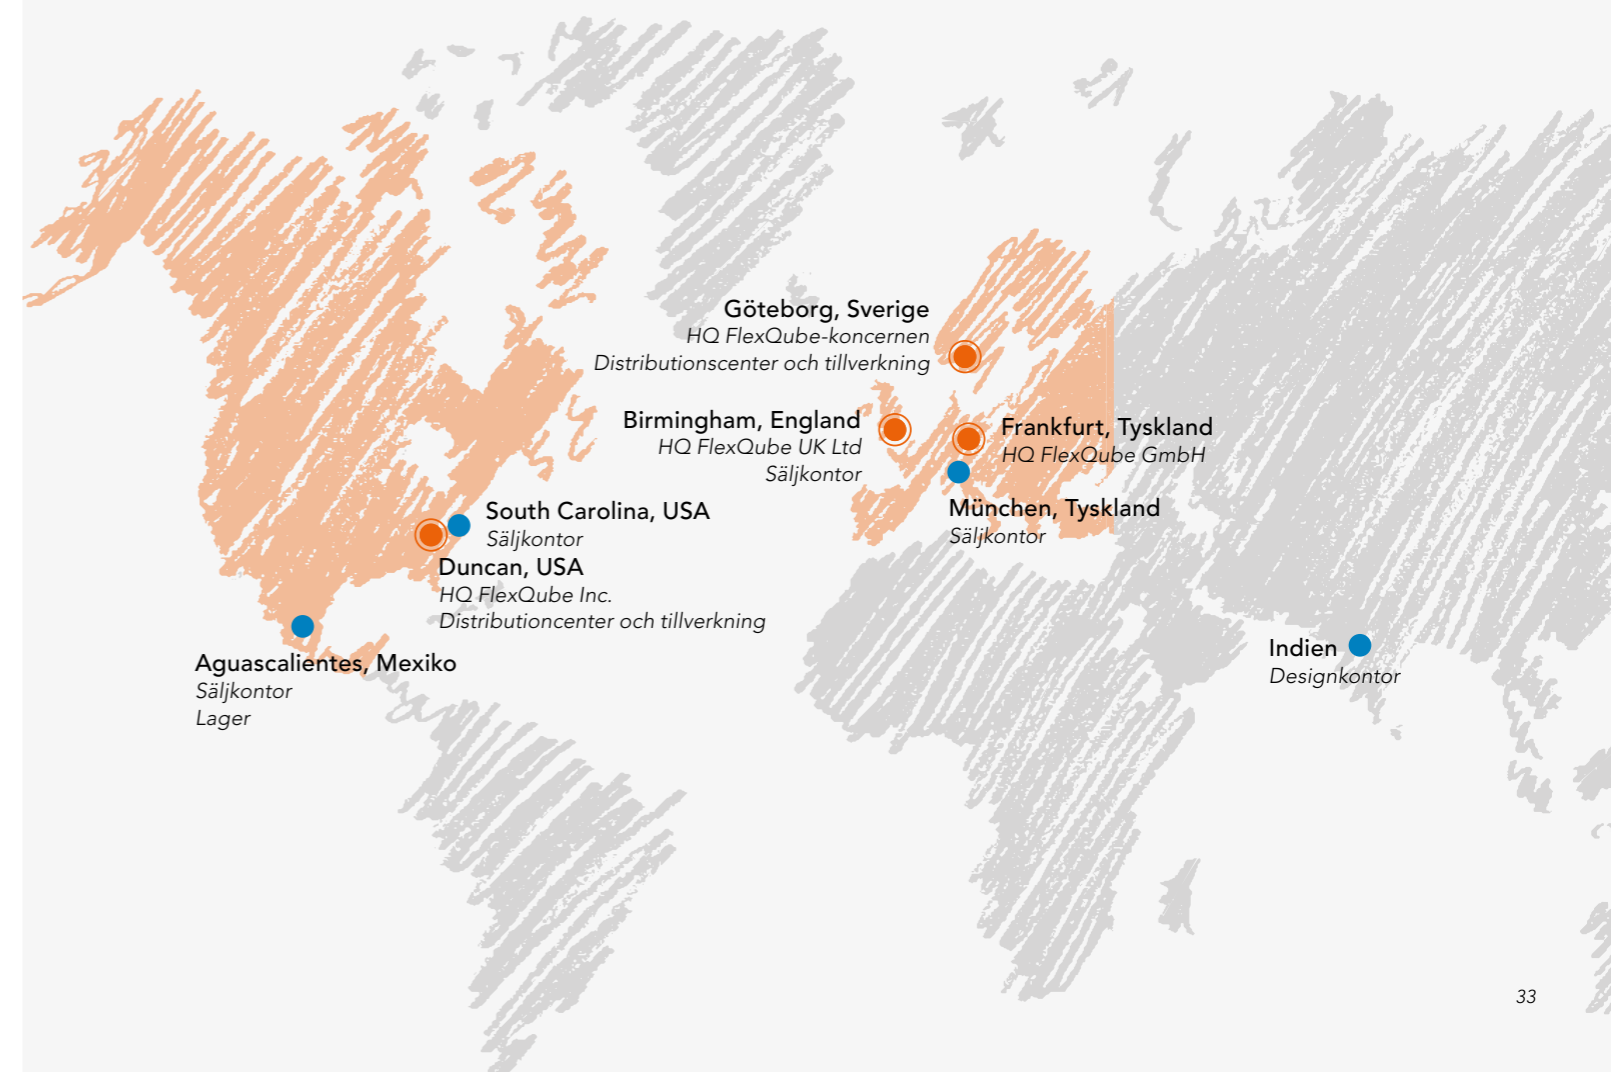 Göteborg, Sverige
HQ FlexQube-koncernen
Distributionscenter och tillverkning
Birmingham, England
HQ FlexQube UK Ltd
Säljkontor
Frankfurt, Tyskland
HQ FlexQube GmbH
München, Tyskland
Säljkontor
South Carolina, USA
Säljkontor
Duncan, USA
HQ FlexQube Inc.
Distributioncenter och tillverkning
Aguascalientes, Mexiko
Säljkontor
Lager
Indien
Designkontor
33